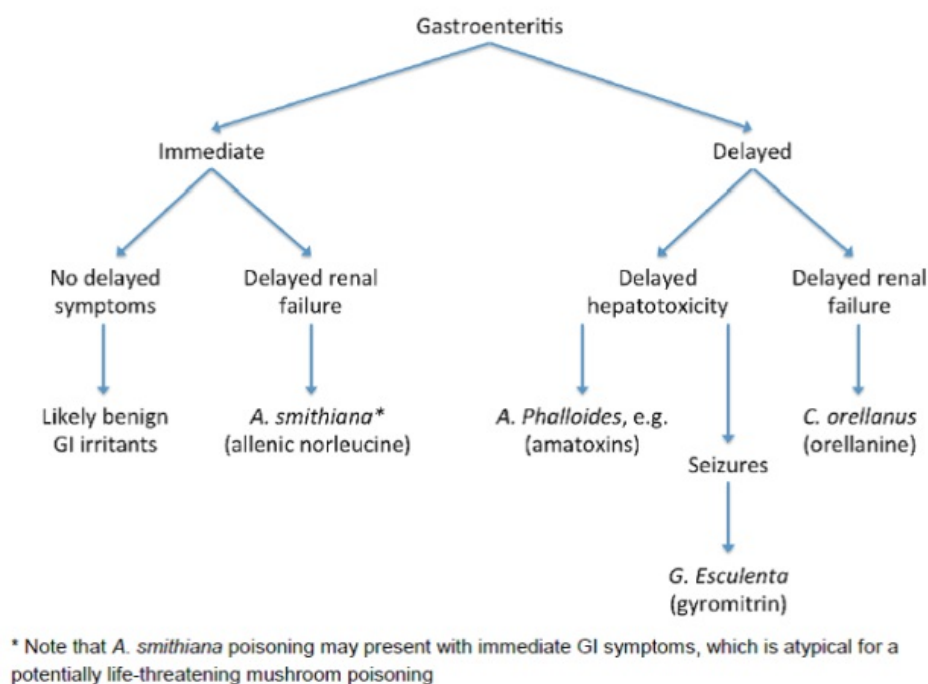 Gastroenteritis
Immediate
Delayed
No delayed
symptoms
Delayed renal
failure
Delayed
hepatotoxicity
Delayed renal
failure
Likely benign
GI irritants
A. smithiana*
(allenic norleucine)
A. Phalloides, e.g.
(amatoxins)
C. orellanus
(orellanine)
Seizures
G. Esculenta
(gyromitrin)
* Note that A. smithiana poisoning may present with immediate GI symptoms, which is atypical for a
potentially life-threatening mushroom poisoning